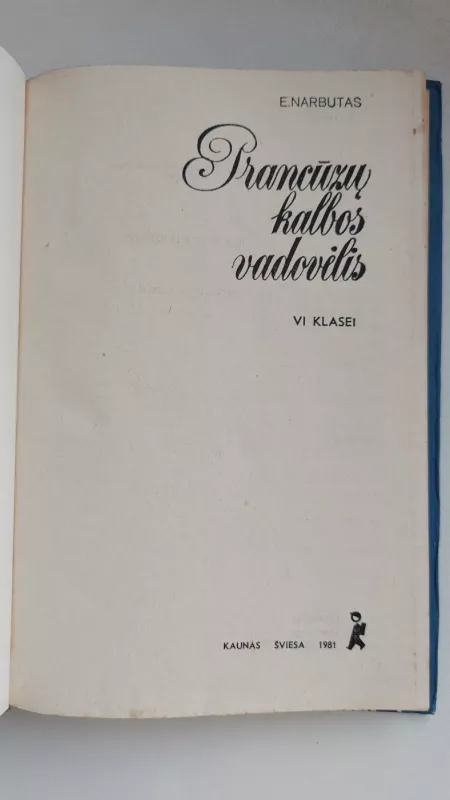 E.NARBUTAS
Prancūzų
kalbos
vadovėlis
VI KLASEI
KAUNAS ŠVIESA 1981